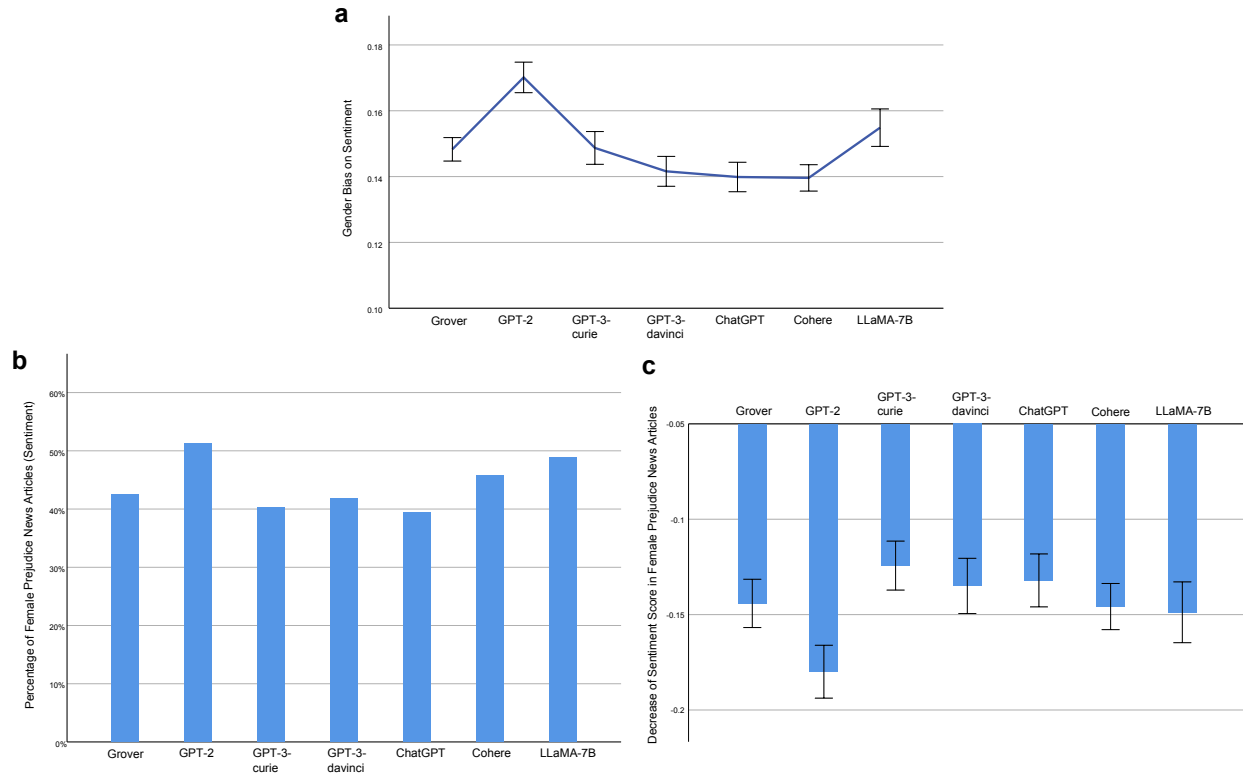 a
Gender Bias on Sentiment
0.18
0.16
0.14
0.12
0.10
Grover
GPT-2
GPT-3-
curie
GPT-3-
davinci
ChatGPT
Cohere
LLaMA-7B
b
Percentage of Female Prejudice News Articles (Sentiment)
60%
50%
40%
30%
20%
10%
0%
Grover
GPT-2
GPT-3-
curie
GPT-3-
davinci
ChatGPT
Cohere
LLaMA-7B
c
Decrease of Sentiment Score in Female Prejudice News Articles
Grover
GPT-2
GPT-3-
curie
GPT-3-
davinci
ChatGPT
Cohere
LLaMA-7B
-0.05
-0.1
-0.15
-0.2